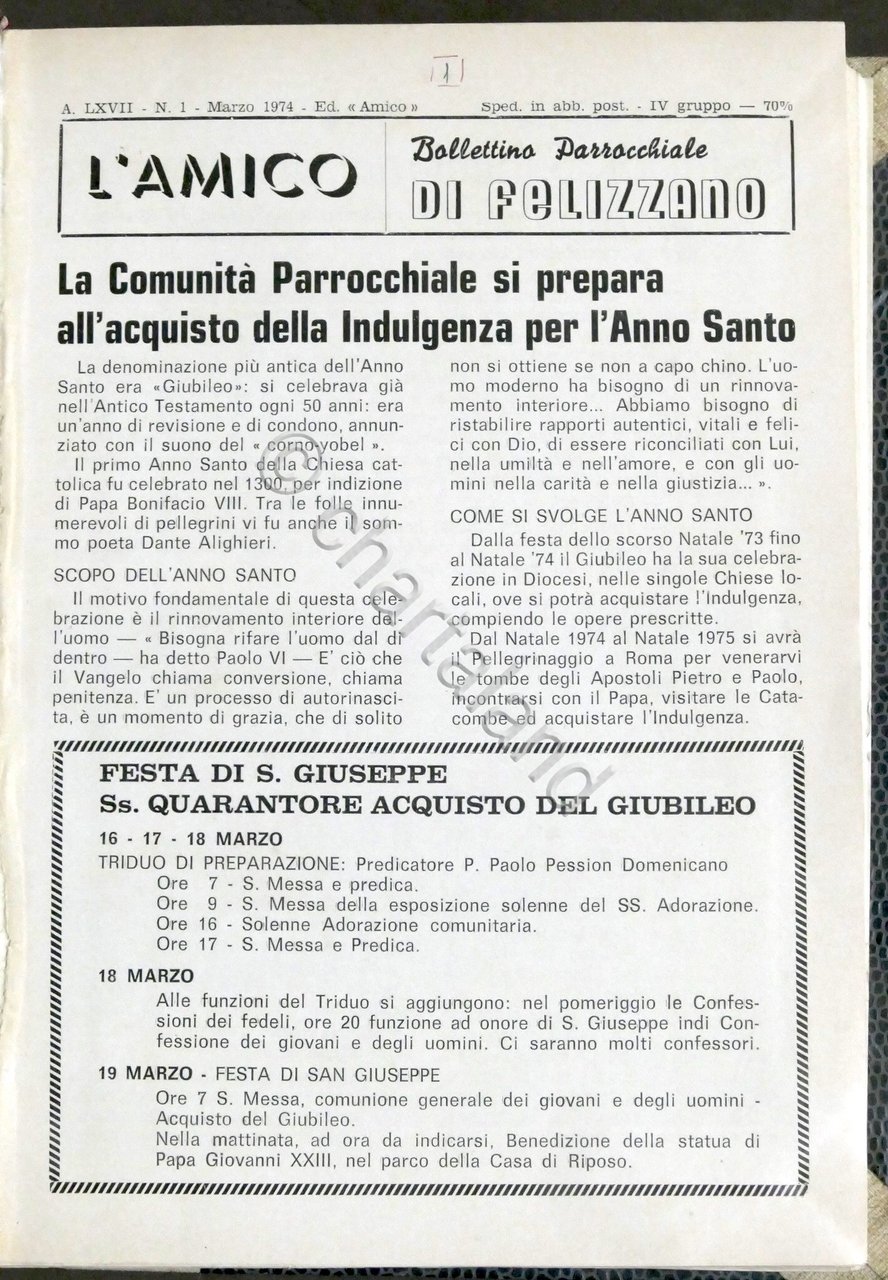 1
A. LXVII - N. 1 - Marzo 1974 - Ed. « Amico » Sped. in abb. post. - IV gruppo — 70%
L'AMICO
Bollettino Parrocchiale
DI FELIZZANO
La Comunità Parrocchiale si prepara
all'acquisto della Indulgenza per l'Anno Santo
La denominazione più antica dell'Anno
Santo era «Giubileo»: si celebrava già
nell'Antico Testamento ogni 50 anni: era
un'anno di revisione e di condono, annun-
ziato con il suono del « corno-yobel ».
Il primo Anno Santo della Chiesa cat-
tolica fu celebrato nel 1300, per indizione
di Papa Bonifacio VIII. Tra le folle innu-
merevoli di pellegrini vi fu anche il som-
mo poeta Dante Alighieri.
SCOPO DELL'ANNO SANTO
Il motivo fondamentale di questa cele-
brazione è il rinnovamento interiore del-
l'uomo — « Bisogna rifare l'uomo dal di
dentro — ha detto Paolo VI — E' ciò che
il Vangelo chiama conversione, chiama
penitenza. E' un processo di autorinasci-
ta, è un momento di grazia, che di solito
non si ottiene se non a capo chino. L'uo-
mo moderno ha bisogno di un rinnova-
mento interiore... Abbiamo bisogno di
ristabilire rapporti autentici, vitali e feli-
ci con Dio, di essere riconciliati con Lui,
nella umiltà e nell'amore, e con gli uo-
mini nella carità e nella giustizia... ».
COME SI SVOLGE L'ANNO SANTO
Dalla festa dello scorso Natale '73 fino
al Natale '74 il Giubileo ha la sua celebra-
zione in Diocesi, nelle singole Chiese lo-
cali, ove si potrà acquistare l'Indulgenza,
compiendo le opere prescritte.
Dal Natale 1974 al Natale 1975 si avrà
il Pellegrinaggio a Roma per venerarvi
le tombe degli Apostoli Pietro e Paolo,
incontrarsi con il Papa, visitare le Cata-
combe ed acquistare l'Indulgenza.
FESTA DI S. GIUSEPPE
Ss. QUARANTORE ACQUISTO DEL GIUBILEO
16 - 17 - 18 MARZO
TRIDUO DI PREPARAZIONE: Predicatore P. Paolo Pession Domenicano
Ore 7 - S. Messa e predica.
Ore 9 - S. Messa della esposizione solenne del SS. Adorazione.
Ore 16 - Solenne Adorazione comunitaria.
Ore 17 - S. Messa e Predica.
18 MARZO
Alle funzioni del Triduo si aggiungono: nel pomeriggio le Confes-
sioni dei fedeli, ore 20 funzione ad onore di S. Giuseppe indi Con-
fessione dei giovani e degli uomini. Ci saranno molti confessori.
19 MARZO - FESTA DI SAN GIUSEPPE
Ore 7 S. Messa, comunione generale dei giovani e degli uomini -
Acquisto del Giubileo.
Nella mattinata, ad ora da indicarsi, Benedizione della statua di
Papa Giovanni XXIII, nel parco della Casa di Riposo.
© chartaland